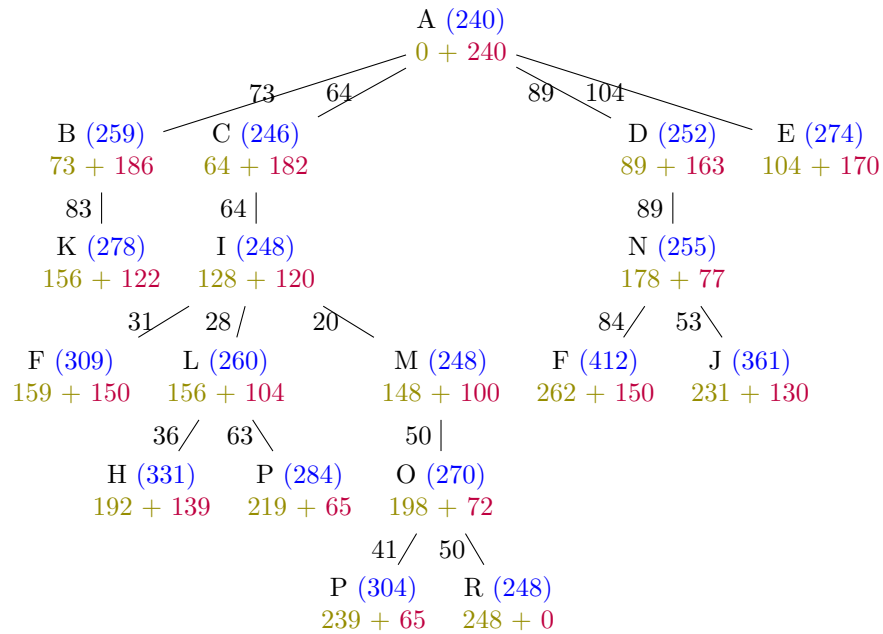 A (240)
0 + 240
73 64 89 104
B (259) C (246) D (252) E (274)
73 + 186 64 + 182 89 + 163 104 + 170
83 64 89
K (278) I (248) N (255)
156 + 122 128 + 120 178 + 77
31 28 20 84 53
F (309) L (260) M (248) F (412) J (361)
159 + 150 156 + 104 148 + 100 262 + 150 231 + 130
36 63 50
H (331) P (284) O (270)
192 + 139 219 + 65 198 + 72
41 50
P (304) R (248)
239 + 65 248 + 0